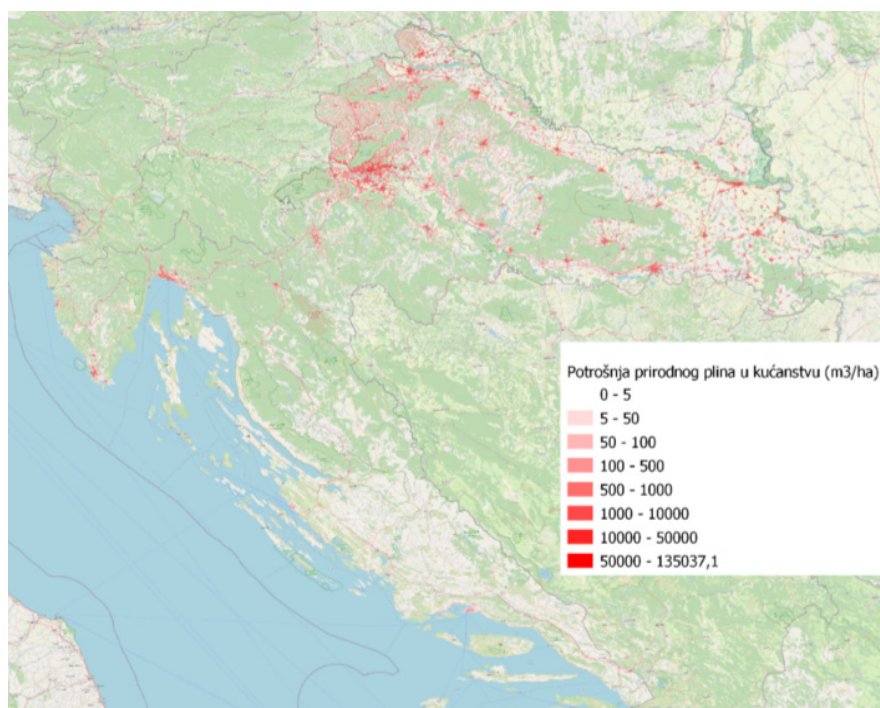 Potrošnja prirodnog plina u kućanstvu (m3/ha)
0 - 5
5 - 50
50 - 100
100 - 500
500 - 1000
1000 - 10000
10000 - 50000
50000 - 135037,1